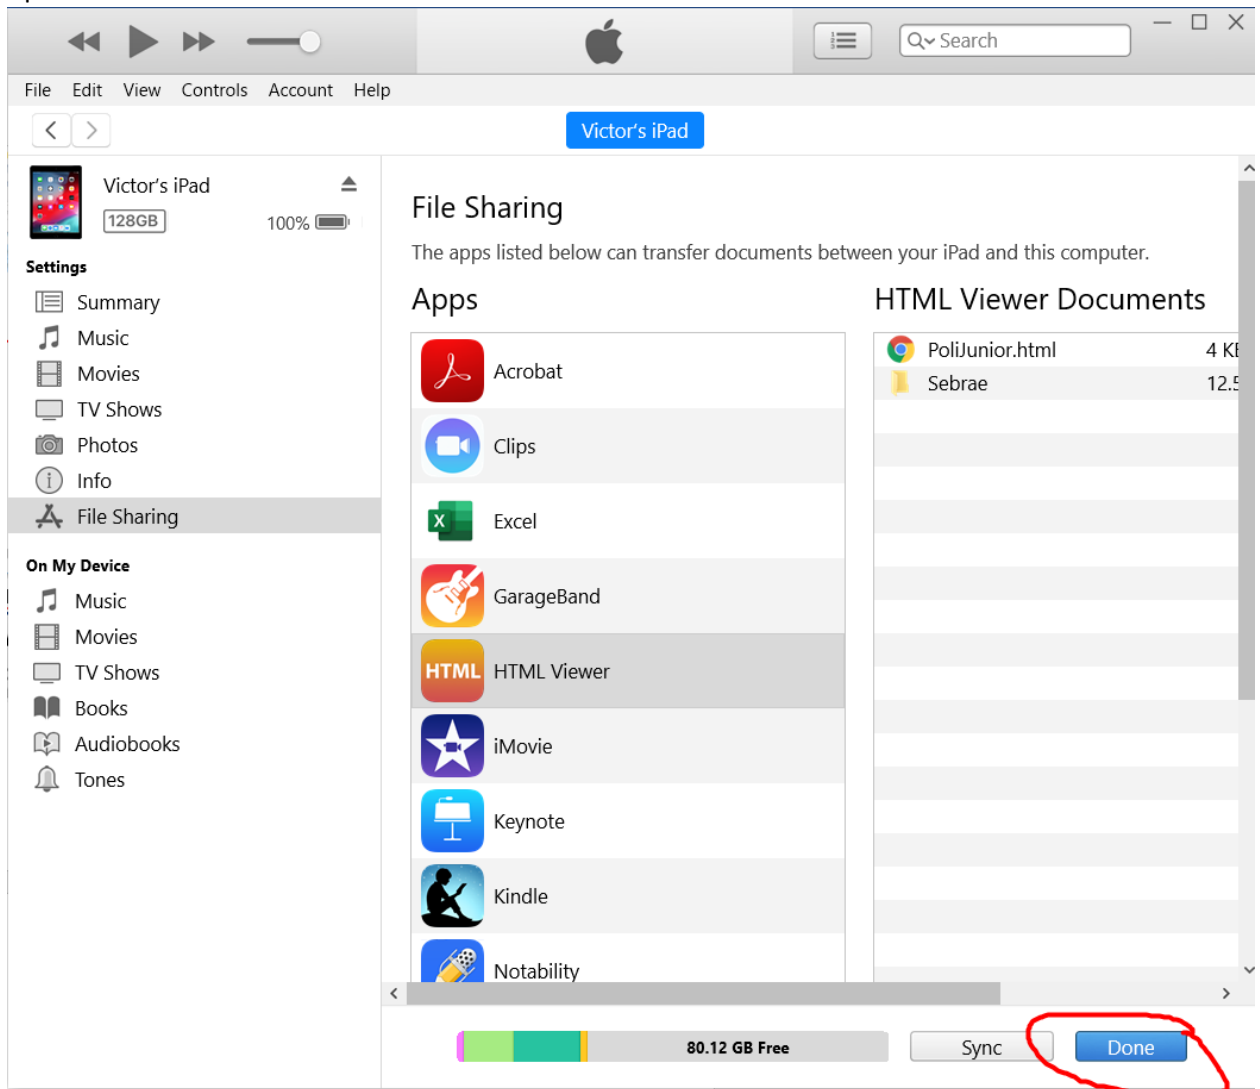 Search
File Edit View Controls Account Help
Victor's iPad
Victor's iPad
128GB
100%
Settings
Summary
Music
Movies
TV Shows
Photos
Info
File Sharing
On My Device
Music
Movies
TV Shows
Books
Audiobooks
Tones
File Sharing
The apps listed below can transfer documents between your iPad and this computer.
Apps
Acrobat
Clips
Excel
GarageBand
HTML
HTML Viewer
iMovie
Keynote
Kindle
Notability
HTML Viewer Documents
PoliJunior.html 4
Sebrae 12.5
80.12 GB Free
Sync
Done